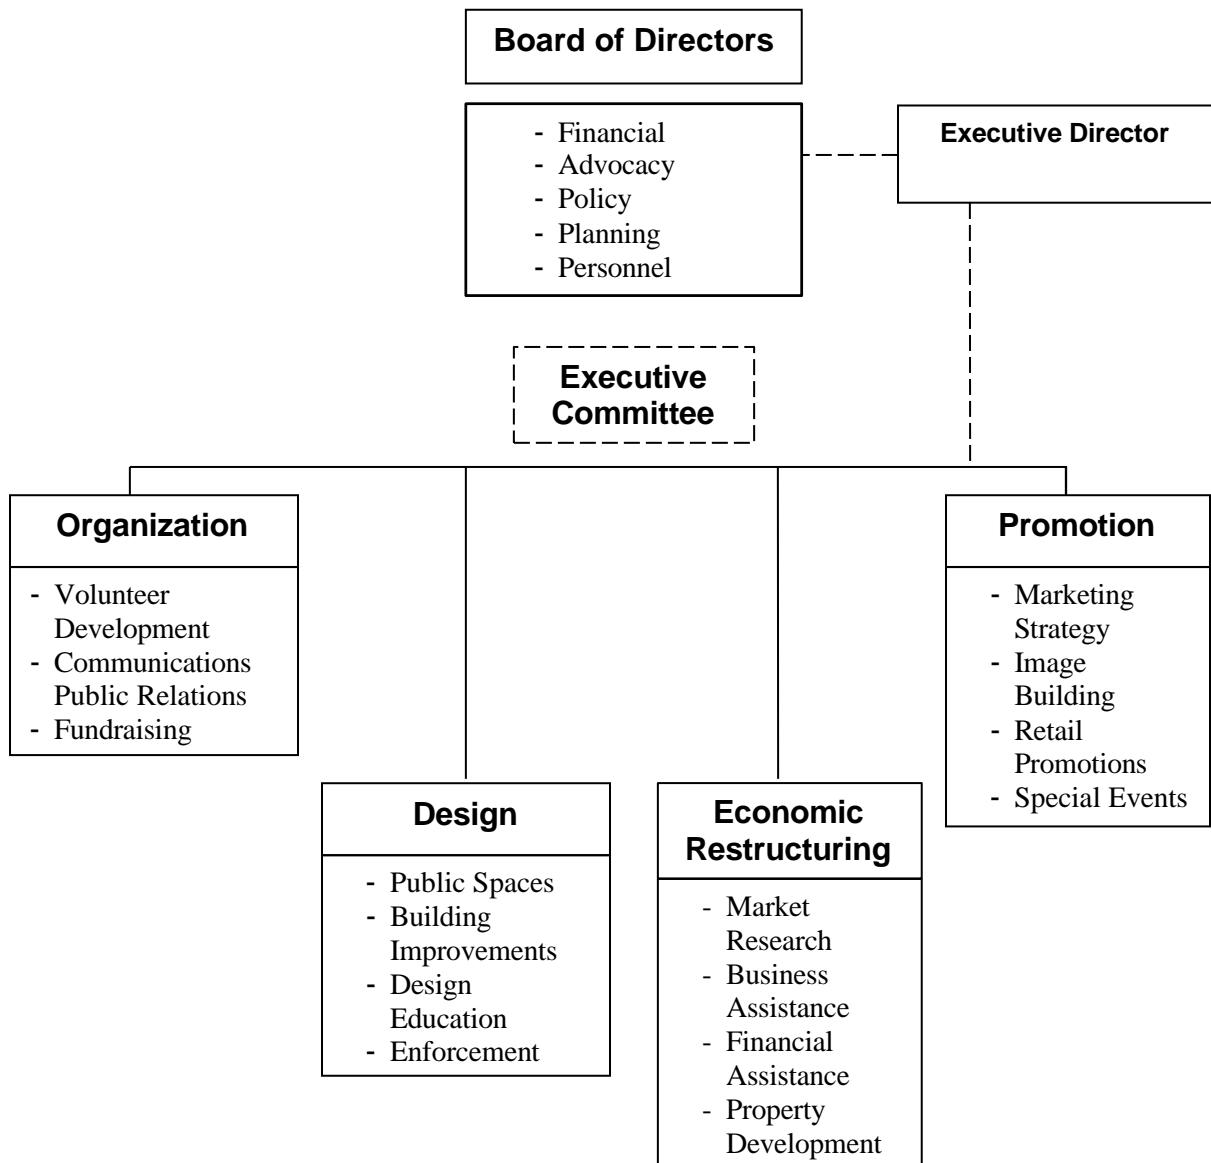 Board of Directors
- Financial
- Advocacy
- Policy
- Planning
- Personnel
Executive Director
Executive
Committee
Organization
- Volunteer
Development
- Communications
Public Relations
- Fundraising
Design
- Public Spaces
- Building
Improvements
- Design
Education
- Enforcement
Economic
Restructuring
- Market
Research
- Business
Assistance
- Financial
Assistance
- Property
Development
Promotion
- Marketing
Strategy
- Image
Building
- Retail
Promotions
- Special Events